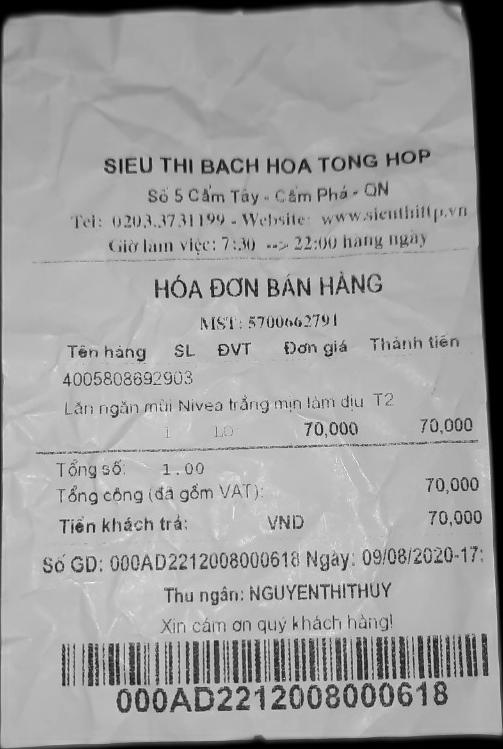 SIEU THI BACH HOA TONG HOP
Số 5 Cẩm Tây - Cẩm Phả - QN
Tel: 0203.3731199 - Website: www.sieuthittp.vn
Giờ làm việc: 7:30 --> 22:00 hàng ngày
HÓA ĐƠN BÁN HÀNG
MST: 5700662791
Tên hàng SL ĐVT Đơn giá Thành tiền
4005808692903
Lăn ngăn mùi Nivea trắng mịn làm dịu T2
1 LO 70,000 70,000
Tổng số: 1.00
Tổng cộng (đã gồm VAT): 70,000
Tiền khách trả: VND 70,000
Số GD: 000AD2212008000618 Ngày: 09/08/2020-17:
Thu ngân: NGUYENTHITHUY
Xin cám ơn quý khách hàng!
000AD2212008000618